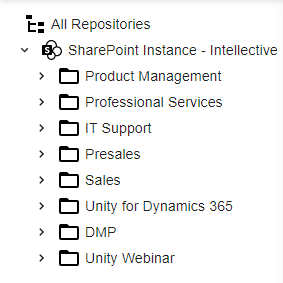 All Repositories
SharePoint Instance - Intellective
Product Management
Professional Services
IT Support
Presales
Sales
Unity for Dynamics 365
DMP
Unity Webinar